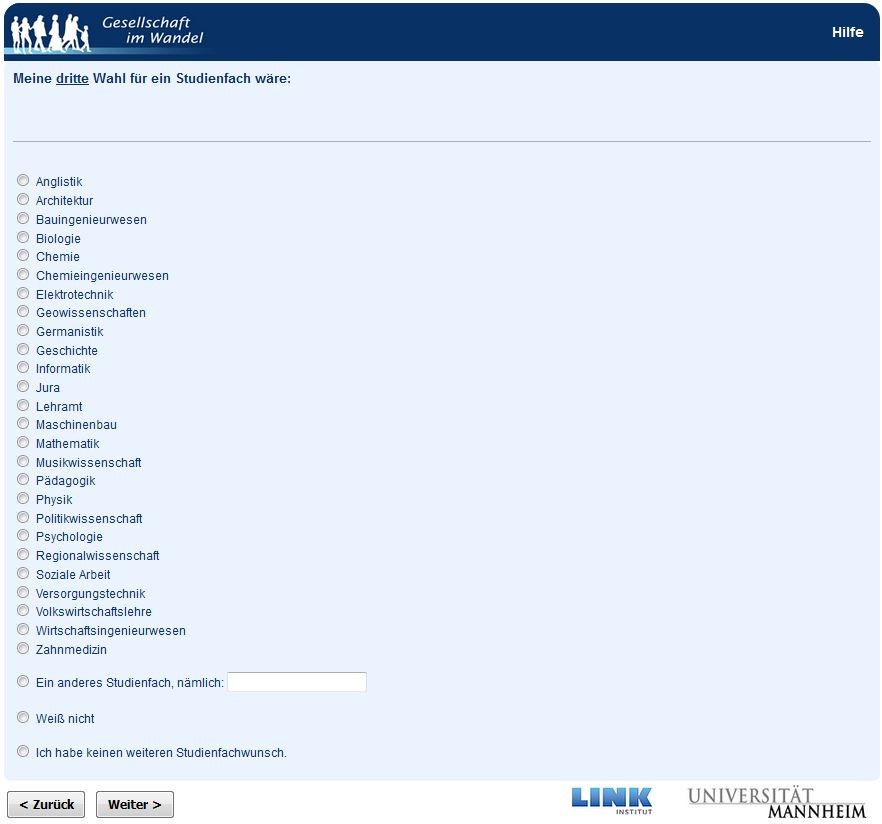 Gesellschaft
im Wandel
Hilfe
Meine dritte Wahl für ein Studienfach wäre:
Anglistik
Architektur
Bauingenieurwesen
Biologie
Chemie
Chemieingenieurwesen
Elektrotechnik
Geowissenschaften
Germanistik
Geschichte
Informatik
Jura
Lehramt
Maschinenbau
Mathematik
Musikwissenschaft
Pädagogik
Physik
Politikwissenschaft
Psychologie
Regionalwissenschaft
Soziale Arbeit
Versorgungstechnik
Volkswirtschaftslehre
Wirtschaftsingenieurwesen
Zahnmedizin
Ein anderes Studienfach, nämlich:
Weiß nicht
Ich habe keinen weiteren Studienfachwunsch.
< Zurück Weiter >
LINK
INSTITUT
UNIVERSITÄT
MANNHEIM